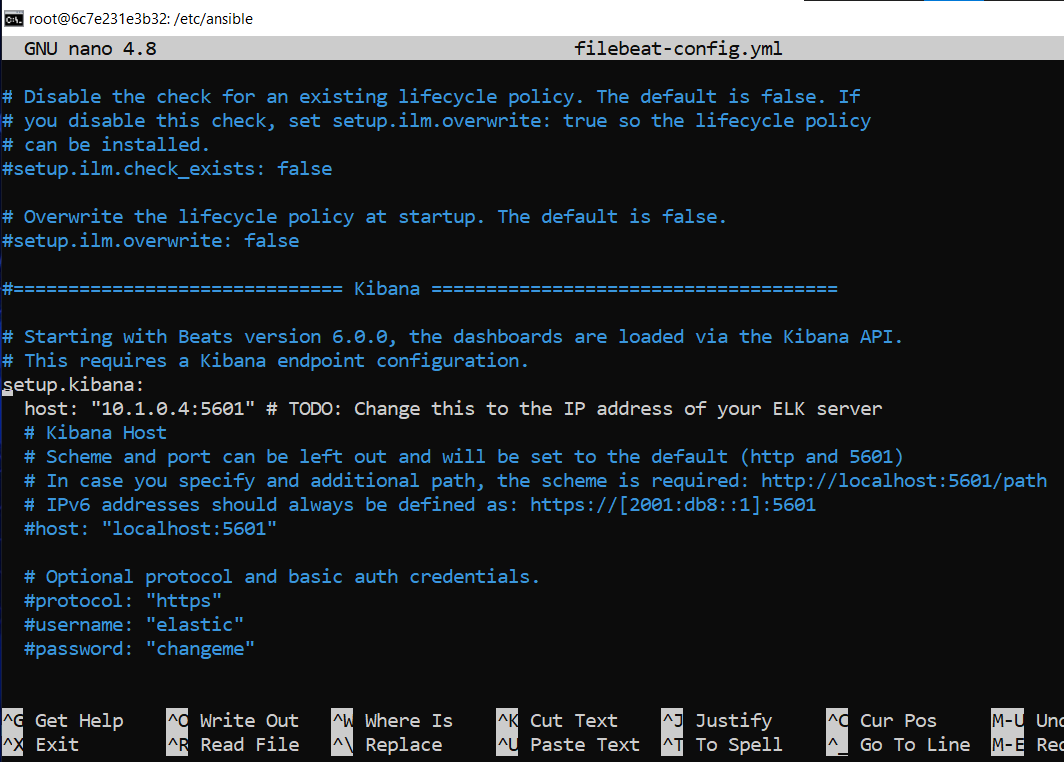 root@6c7e231e3b32: /etc/ansible
GNU nano 4.8 filebeat-config.yml
# Disable the check for an existing lifecycle policy. The default is false. If
# you disable this check, set setup.ilm.overwrite: true so the lifecycle policy
# can be installed.
#setup.ilm.check_exists: false
# Overwrite the lifecycle policy at startup. The default is false.
#setup.ilm.overwrite: false
#============================== Kibana =====================================
# Starting with Beats version 6.0.0, the dashboards are loaded via the Kibana API.
# This requires a Kibana endpoint configuration.
setup.kibana:
host: "10.1.0.4:5601" # TODO: Change this to the IP address of your ELK server
# Kibana Host
# Scheme and port can be left out and will be set to the default (http and 5601)
# In case you specify and additional path, the scheme is required: http://localhost:5601/path
# IPv6 addresses should always be defined as: https://[2001:db8::1]:5601
#host: "localhost:5601"
# Optional protocol and basic auth credentials.
#protocol: "https"
#username: "elastic"
#password: "changeme"
^G Get Help ^O Write Out ^W Where Is ^K Cut Text ^J Justify ^C Cur Pos M-U
^X Exit ^R Read File ^\ Replace ^U Paste Text ^T To Spell ^_ Go To Line M-E